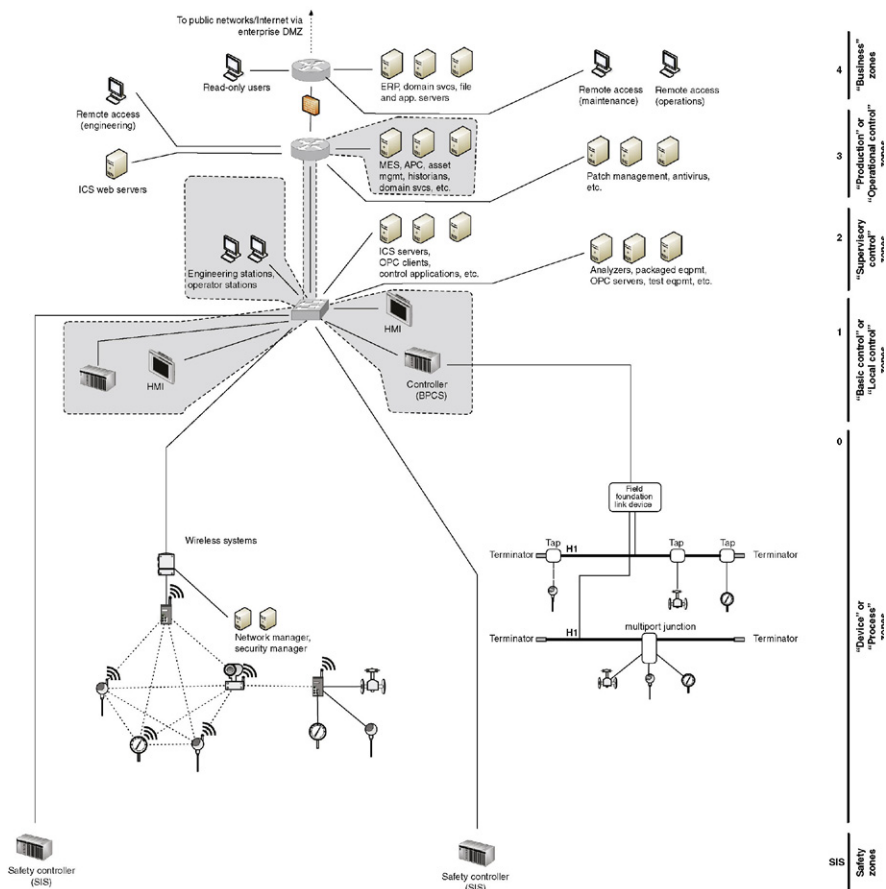 To public networks/Internet via
enterprise DMZ
Read-only users
ERP, domain svcs, file
and app. servers
Remote access
(maintenance)
Remote access
(operations)
4
"Business"
zones
Remote access
(engineering)
ICS web servers
MES, APC, asset
mgmt, historians,
domain svcs, etc.
Patch management, antivirus,
etc.
3
"Production" or
"Operational control"
zones
Engineering stations,
operator stations
ICS servers,
OPC clients,
control applications, etc.
Analyzers, packaged eqpmt,
OPC servers, test eqpmt, etc.
2
"Supervisory
control"
zones
HMI
HMI
Controller
(BPCS)
1
"Basic control" or
"Local control"
zones
0
"Device" or
"Process"
zones
Field
foundation
link device
Wireless systems
Network manager,
security manager
Terminator
H1
Tap
Tap
Tap
Terminator
multiport junction
Terminator
H1
Terminator
Safety controller
(SIS)
Safety controller
(SIS)
SIS
Safety
zones